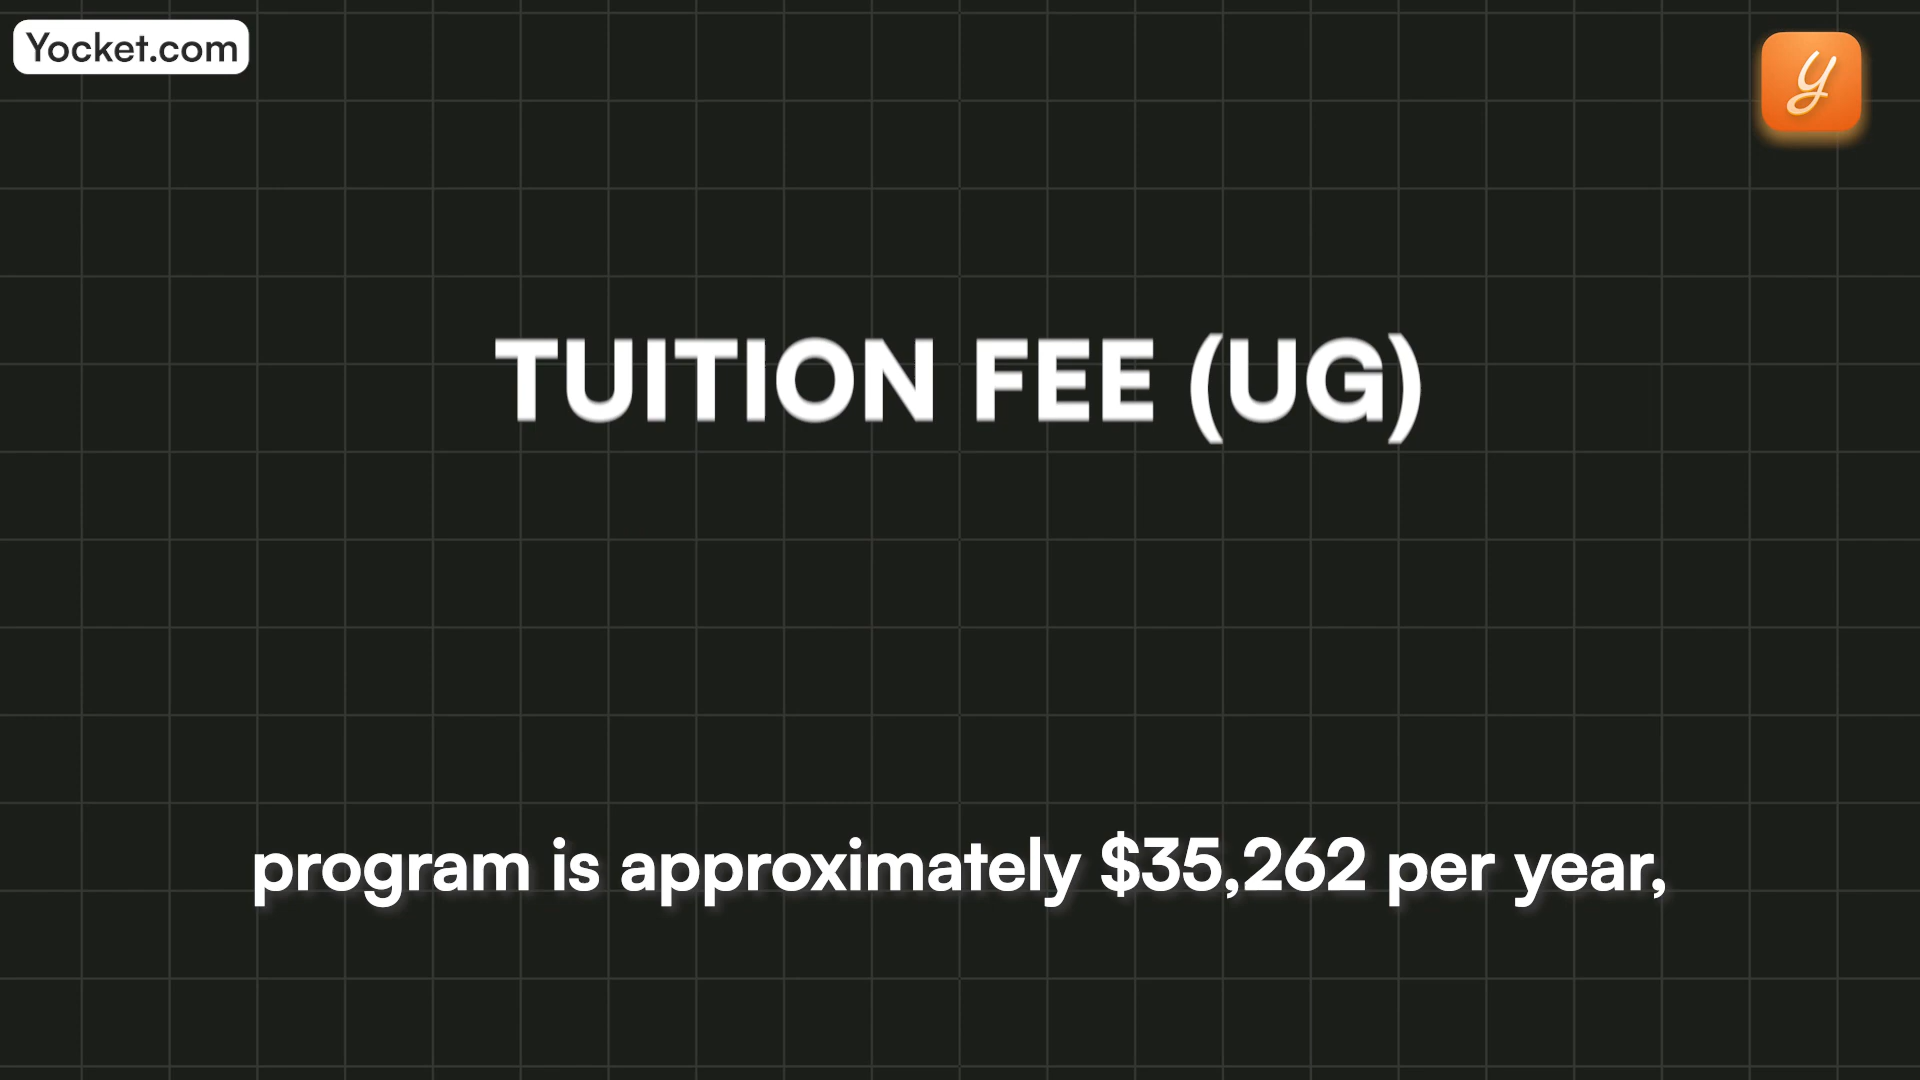 Yocket.com
y
TUITION FEE (UG)
program is approximately $35,262 per year,